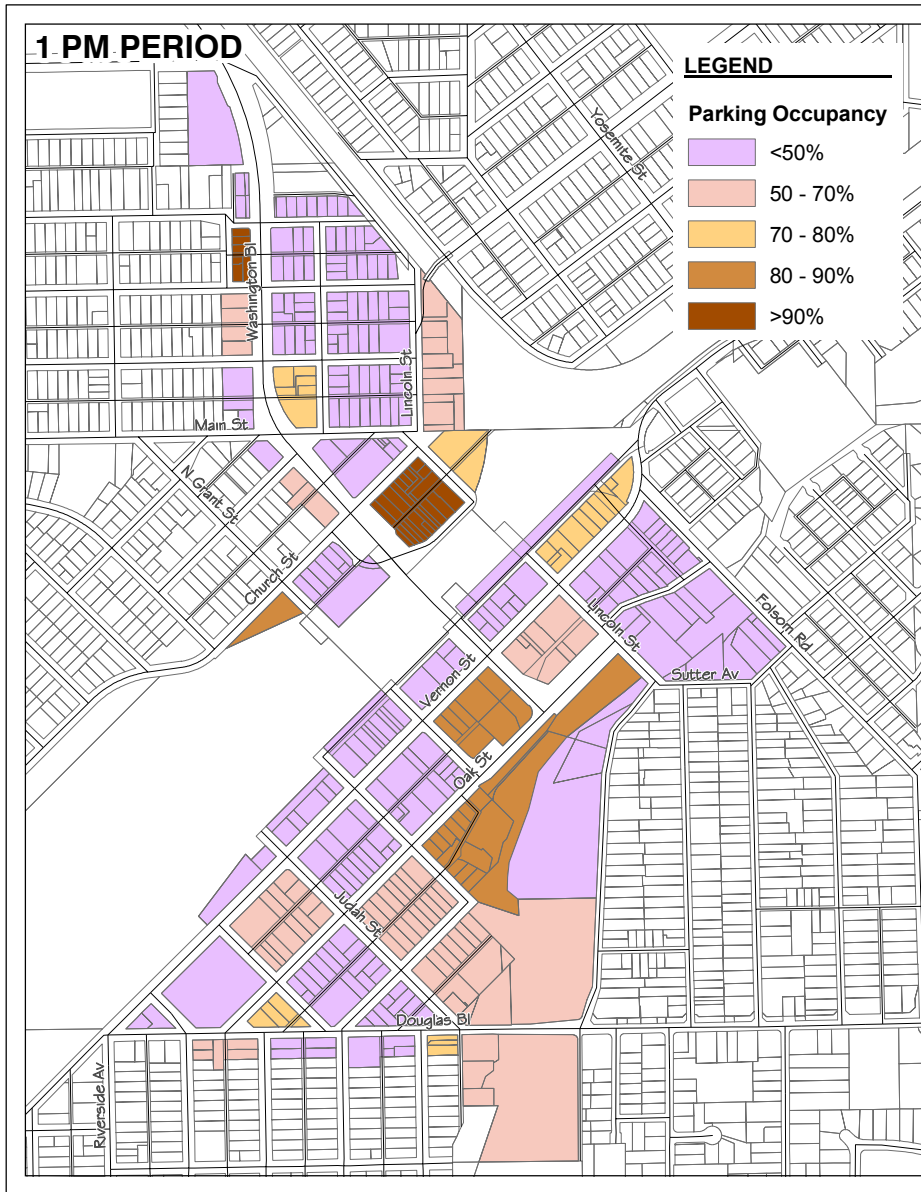 1 PM PERIOD
LEGEND
Parking Occupancy
<50%
50 - 70%
70 - 80%
80 - 90%
>90%
Yosemite St
Washington Bl
Lincoln St
Main St
N Grant St
Church St
Lincoln St
Folsom Rd
Sutter Av
Vernon St
Oak St
Judah St
Douglas Bl
Riverside Av